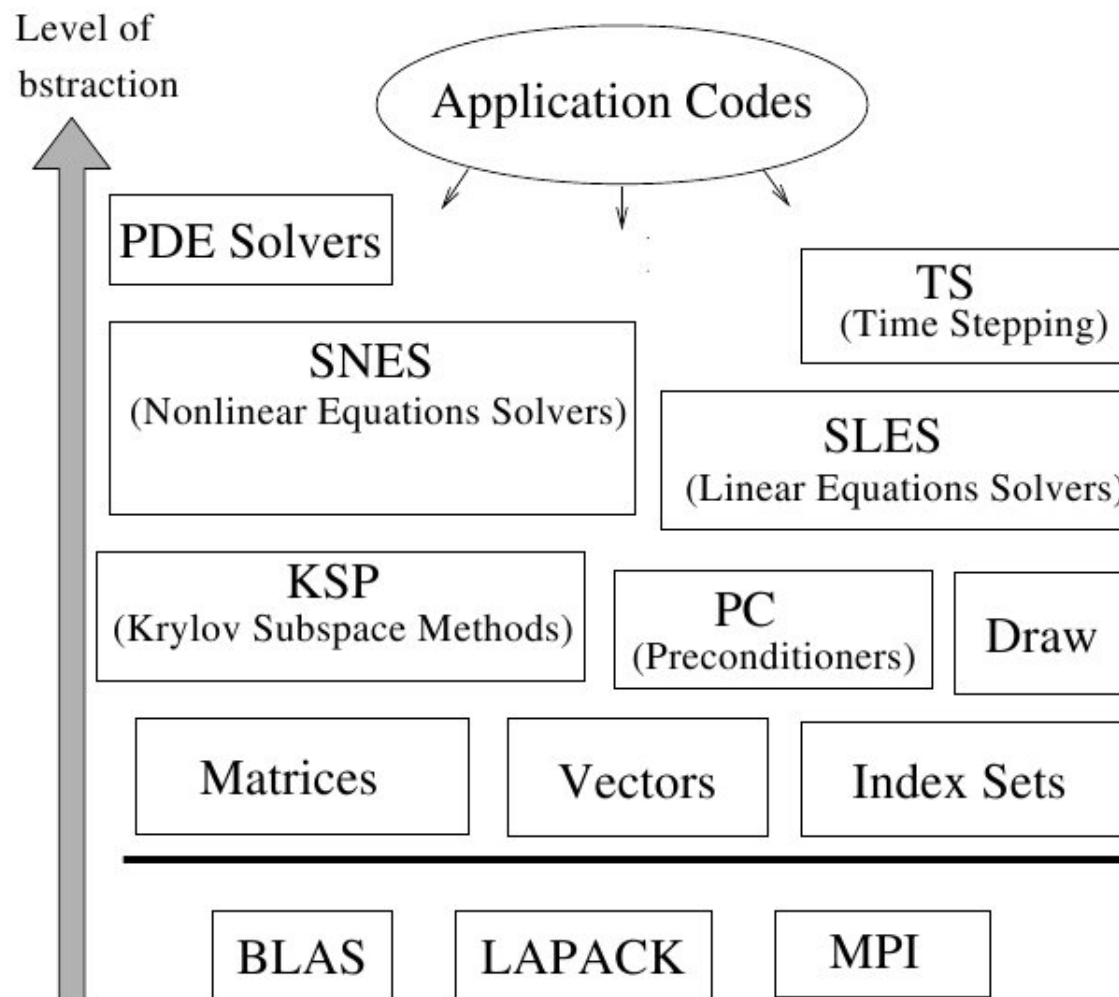 Level of
bstraction
Application Codes
PDE Solvers
TS
(Time Stepping)
SNES
(Nonlinear Equations Solvers)
SLES
(Linear Equations Solvers)
KSP
(Krylov Subspace Methods)
PC
(Preconditioners)
Draw
Matrices
Vectors
Index Sets
BLAS
LAPACK
MPI